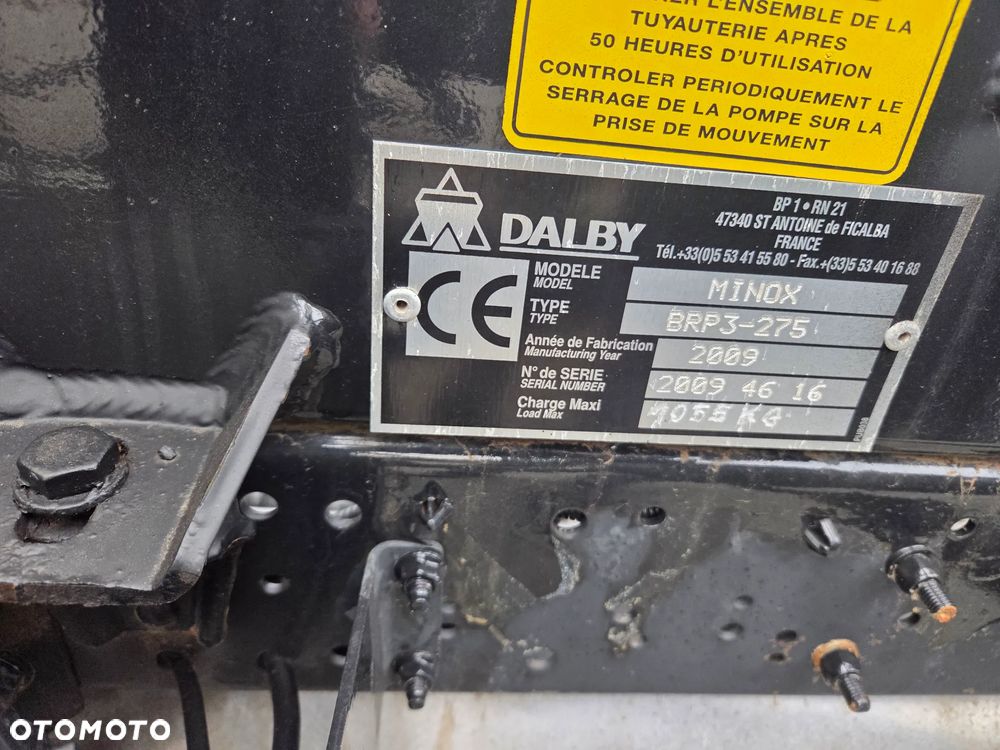 L'ENSEMBLE DE LA
TUYAUTERIE APRES
50 HEURES D'UTILISATION
CONTROLER PERIODIQUEMENT LE
SERRAGE DE LA POMPE SUR LA
PRISE DE MOUVEMENT
DALBY
BP 1 • RN 21
47340 ST ANTOINE de FICALBA
FRANCE
Tél.+33(0)5 53 41 55 80 - Fax.+(33)5 53 40 16 88
CE
MODELE
MODEL
MINOX
TYPE
TYPE
BRP3-275
Année de Fabrication
Manufacturing Year
2009
N° de SERIE
SERIAL NUMBER
2009 46 16
Charge Maxi
Load Max
1055 KG
OTOMOTO